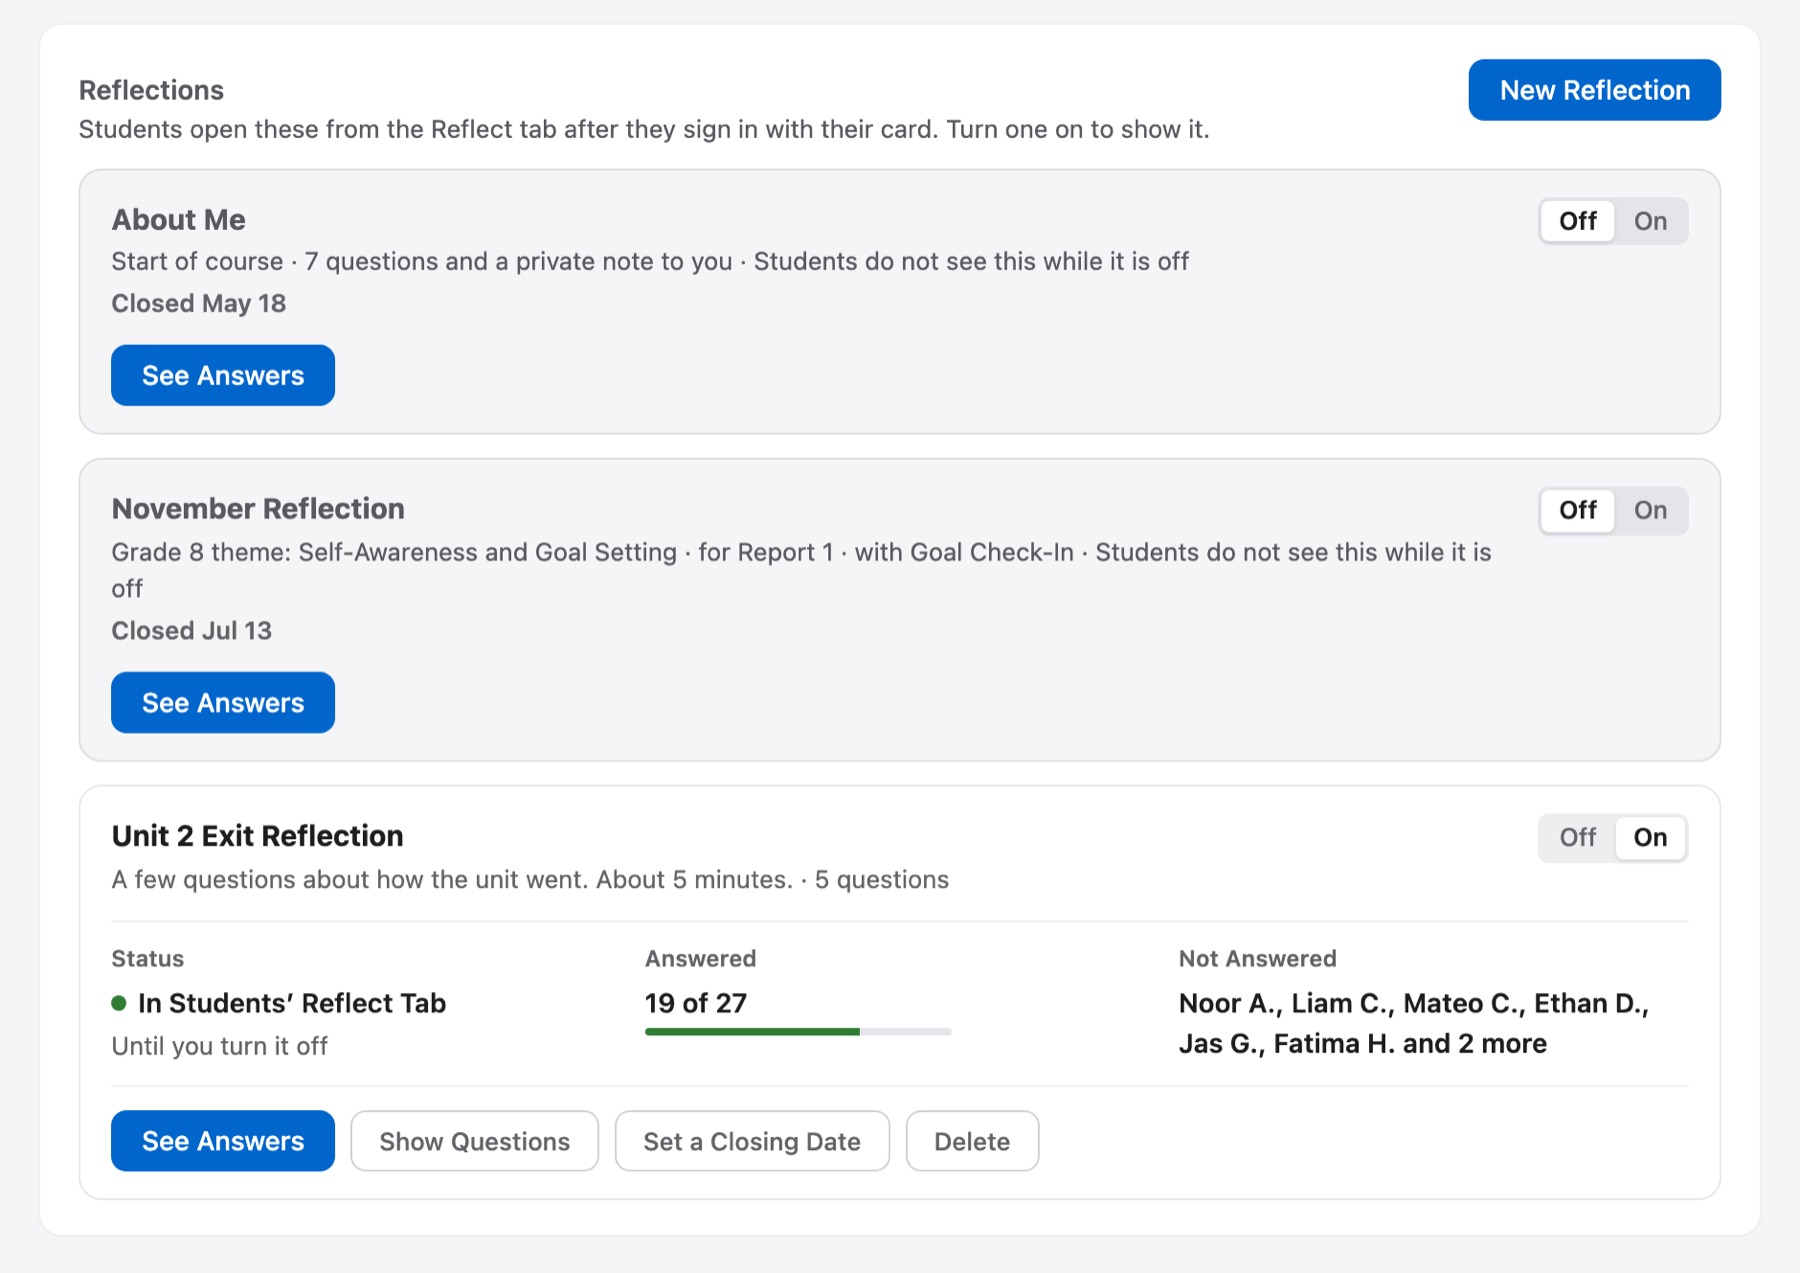 Reflections
New Reflection
Students open these from the Reflect tab after they sign in with their card. Turn one on to show it.
About Me
Off On
Start of course · 7 questions and a private note to you · Students do not see this while it is off
Closed May 18
See Answers
November Reflection
Off On
Grade 8 theme: Self-Awareness and Goal Setting · for Report 1 · with Goal Check-In · Students do not see this while it is
off
Closed Jul 13
See Answers
Unit 2 Exit Reflection
Off On
A few questions about how the unit went. About 5 minutes. · 5 questions
Status
In Students’ Reflect Tab
Until you turn it off
Answered
19 of 27
Not Answered
Noor A., Liam C., Mateo C., Ethan D.,
Jas G., Fatima H. and 2 more
See Answers Show Questions Set a Closing Date Delete